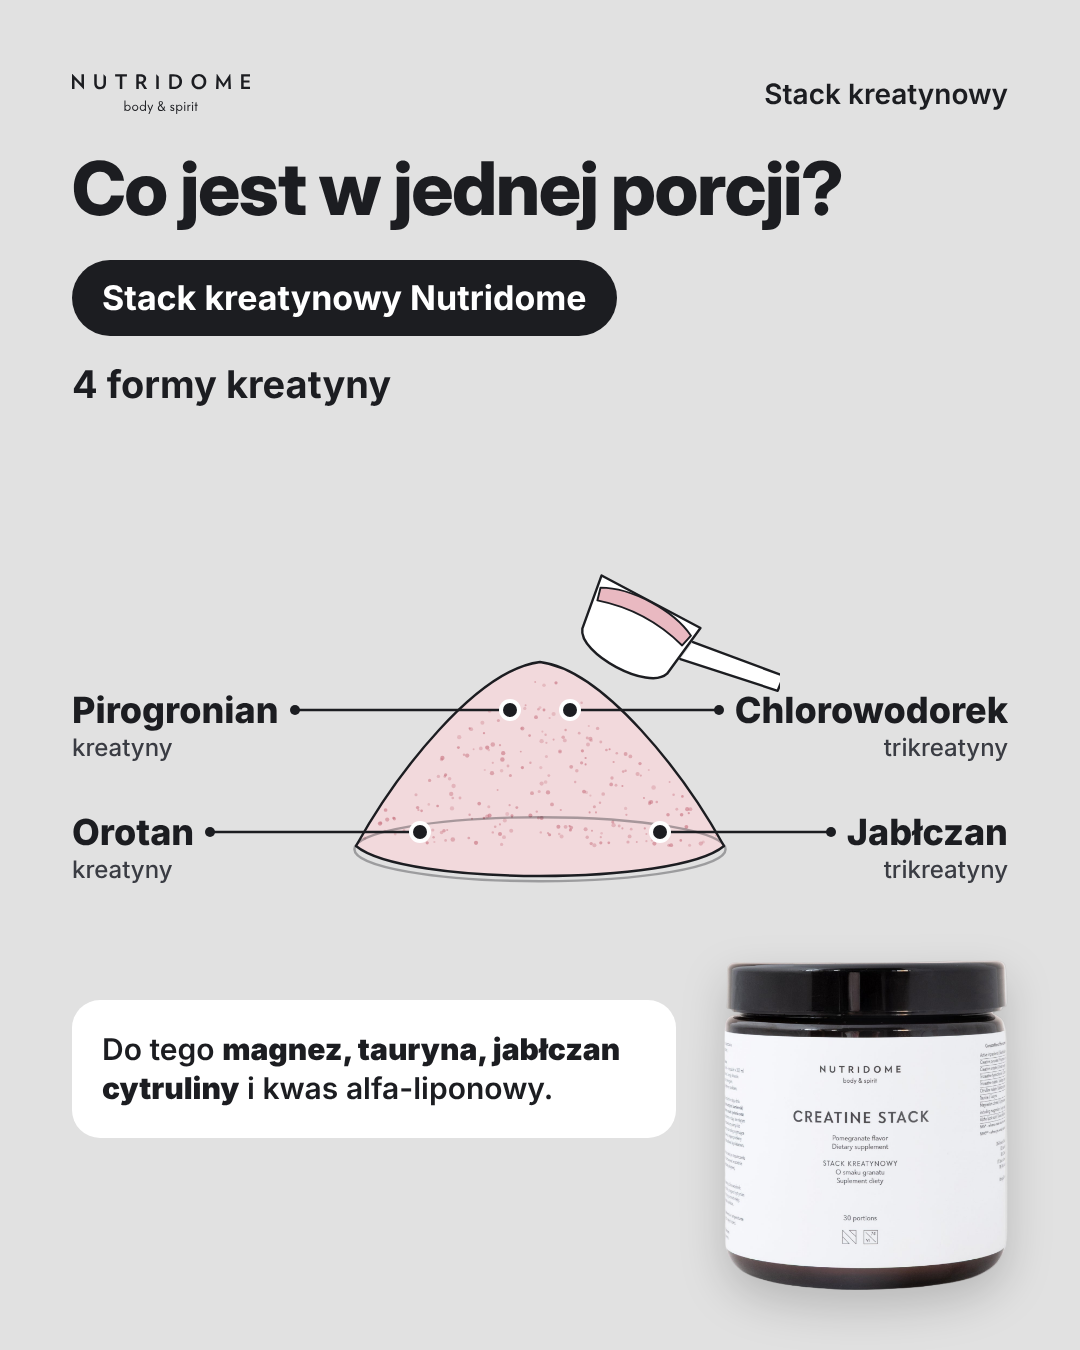 NUTRIDOME
body & spirit
Stack kreatynowy
Co jest w jednej porcji?
Stack kreatynowy Nutridome
4 formy kreatyny
Pirogronian
kreatyny
Chlorowodorek
trikreatyny
Orotan
kreatyny
Jabłczan
trikreatyny
Do tego magnez, tauryna, jabłczan
cytruliny i kwas alfa-liponowy.
NUTRIDOME
body & spirit
CREATINE STACK
Pomegranate flavor
Dietary supplement
STACK KREATYNOWY
O smaku granatu
Suplement diety
30 portions